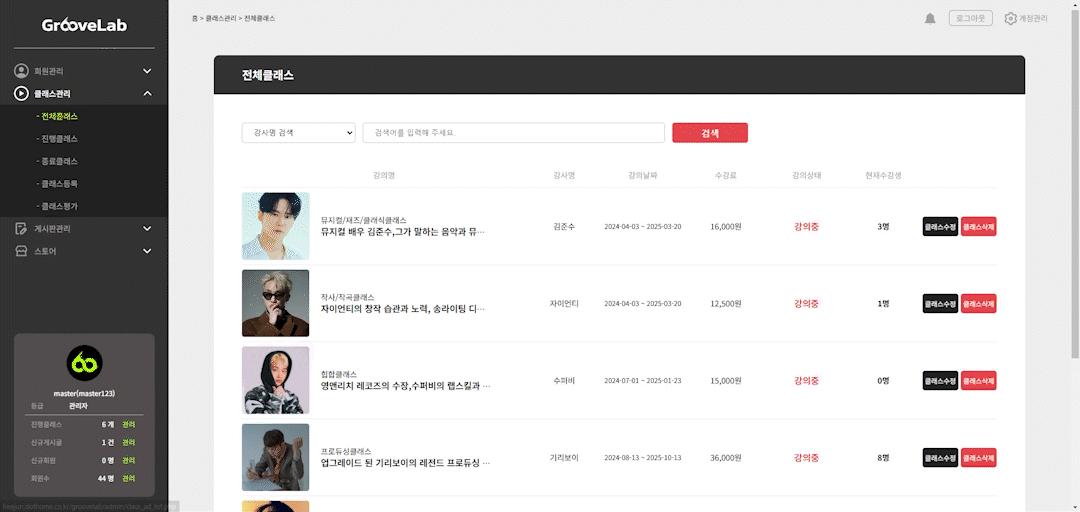 GrooveLab
홈 > 클래스관리 > 전체클래스
로그아웃
계정관리
회원관리
클래스관리
- 전체클래스
- 진행클래스
- 종료클래스
- 클래스등록
- 클래스평가
게시판관리
스토어
master(master123)
등급 관리자
진행클래스 6 개 관리
신규게시글 1 건 관리
신규회원 0 명 관리
회원수 44 명 관리
전체클래스
강사명 검색
검색어를 입력해 주세요.
검색
강의명 강사명 강의날짜 수강료 강의상태 현재수강생
뮤지컬/재즈/클래식클래스
뮤지컬 배우 김준수,그가 말하는 음악과 뮤…
김준수 2024-04-03 ~ 2025-03-20 16,000원 강의중 3명 클래스수정 클래스삭제
작사/작곡클래스
자이언티의 창작 습관과 노력, 송라이팅 디…
자이언티 2024-04-03 ~ 2025-03-20 12,500원 강의중 1명 클래스수정 클래스삭제
힙합클래스
영앤리치 레코즈의 수장,수퍼비의 랩스킬과 …
수퍼비 2024-07-01 ~ 2025-01-23 15,000원 강의중 0명 클래스수정 클래스삭제
프로듀싱클래스
업그레이드 된 기리보이의 레전드 프로듀싱 …
기리보이 2024-08-13 ~ 2025-10-13 36,000원 강의중 8명 클래스수정 클래스삭제